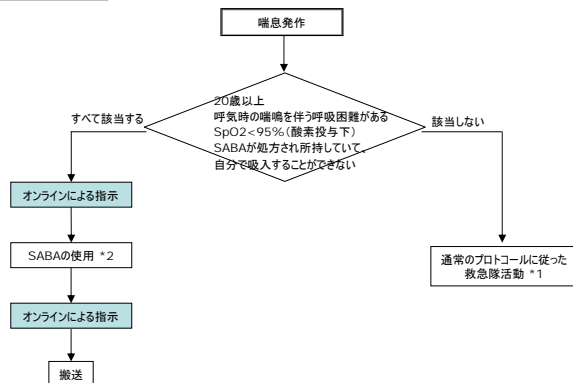 喘息発作
20歳以上
呼気時の喘鳴を伴う呼吸困難がある
SpO2<95%(酸素投与下)
SABAが処方され所持していて、
自分で吸入することができない
すべて該当する
該当しない
オンラインによる指示
SABAの使用 *2
通常のプロトコールに従った
救急隊活動 *1
オンラインによる指示
搬送